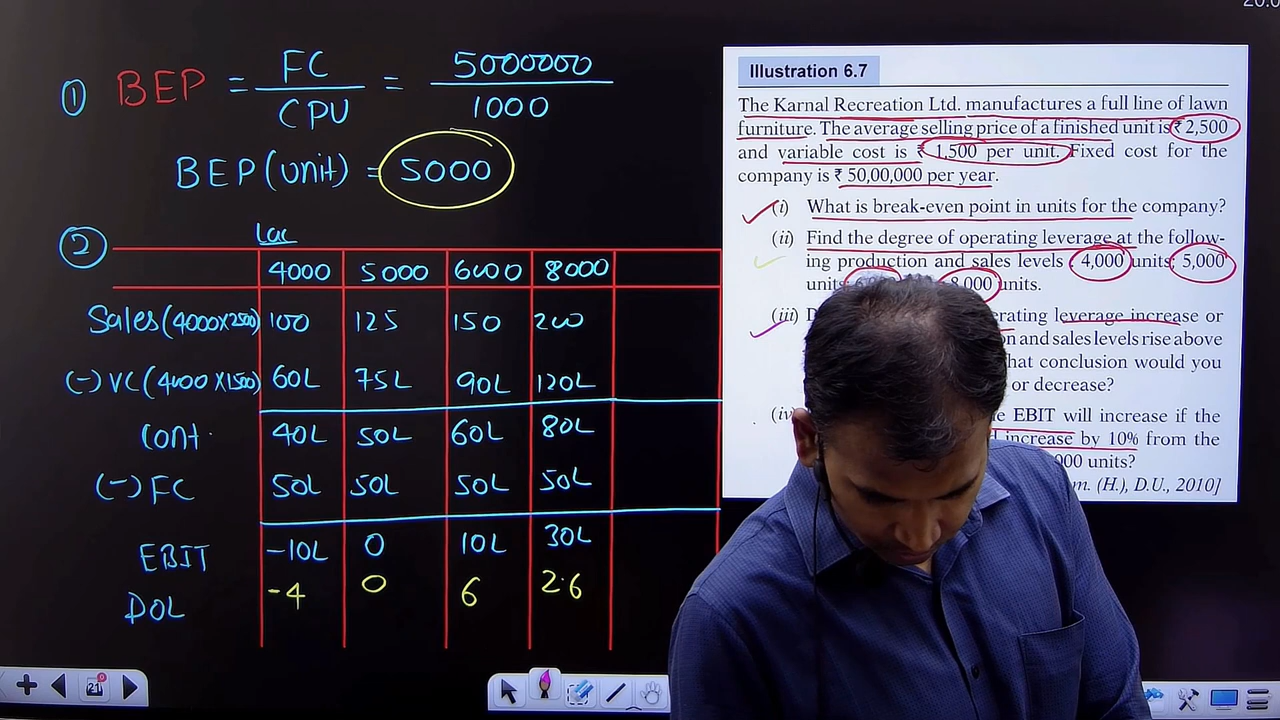 ① BEP = FC / CPU = 5000000 / 1000
BEP (unit) = 5000
② Lac
4000 5000 6000 8000
Sales (4000x2500) 100 125 150 200
(-) VC (4000 x 1500) 60L 75L 90L 120L
Cont. 40L 50L 60L 80L
(-) FC 50L 50L 50L 50L
EBIT -10L 0 10L 30L
DOL -4 0 6 2.6
21
Illustration 6.7
The Karnal Recreation Ltd. manufactures a full line of lawn
furniture. The average selling price of a finished unit is ₹ 2,500
and variable cost is ₹ 1,500 per unit. Fixed cost for the
company is ₹ 50,00,000 per year.
(i) What is break-even point in units for the company?
(ii) Find the degree of operating leverage at the follow-
ing production and sales levels 4,000 units; 5,000
units; 8,000 units.
(iii) leverage increase or
and sales levels rise above
conclusion would you
or decrease?
EBIT will increase if the
increase by 10% from the
units?
(H.), D.U., 2010]